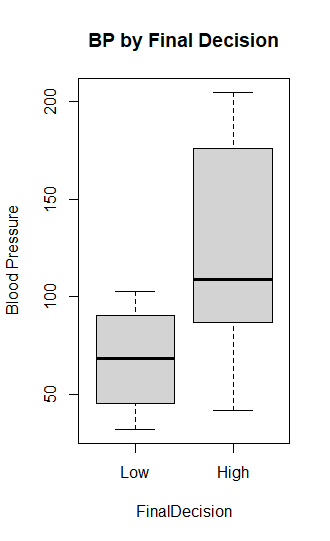 BP by Final Decision
Blood Pressure
200
150
100
50
Low
High
FinalDecision